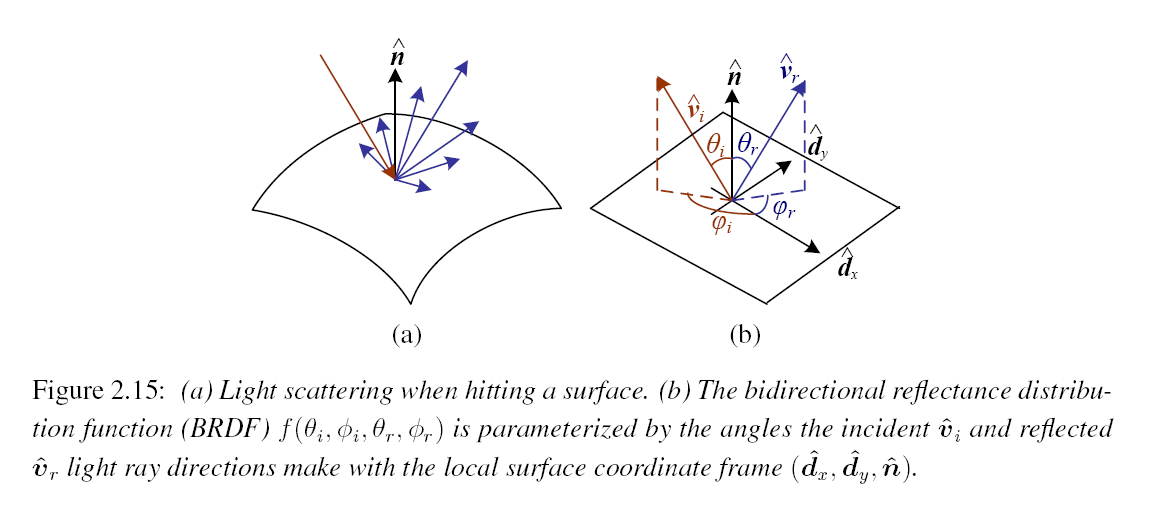 n̂
n̂
v̂ᵢ
v̂ᵣ
θᵢ
θᵣ
d̂ᵧ
φᵢ
φᵣ
d̂ₓ
(a)
(b)
Figure 2.15: (a) Light scattering when hitting a surface. (b) The bidirectional reflectance distribu-
tion function (BRDF) f(θᵢ, ϕᵢ, θᵣ, ϕᵣ) is parameterized by the angles the incident v̂ᵢ and reflected
v̂ᵣ light ray directions make with the local surface coordinate frame (d̂ₓ, d̂ᵧ, n̂).